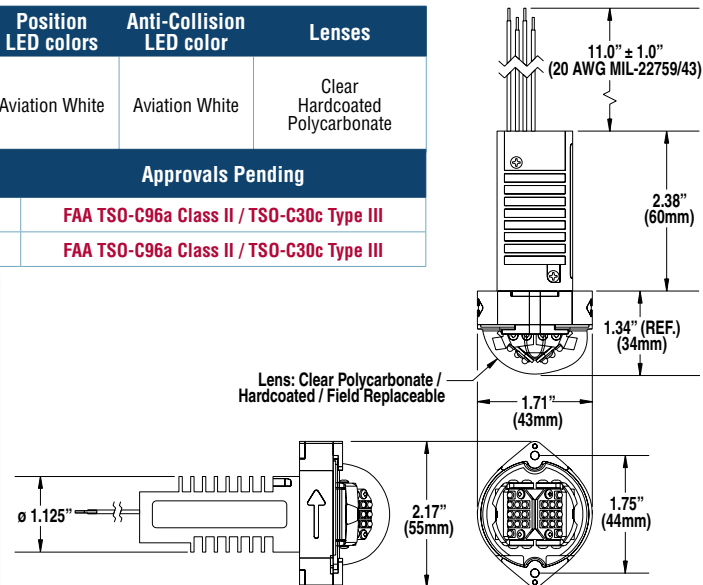 Position
LED colors
Anti-Collision
LED color
Lenses
Aviation White
Aviation White
Clear
Hardcoated
Polycarbonate
Approvals Pending
FAA TSO-C96a Class II / TSO-C30c Type III
FAA TSO-C96a Class II / TSO-C30c Type III
11.0” ± 1.0”
(20 AWG MIL-22759/43)
2.38”
(60mm)
1.34” (REF.)
(34mm)
Lens: Clear Polycarbonate /
Hardcoated / Field Replaceable
1.71”
(43mm)
ø 1.125”
2.17”
(55mm)
1.75”
(44mm)